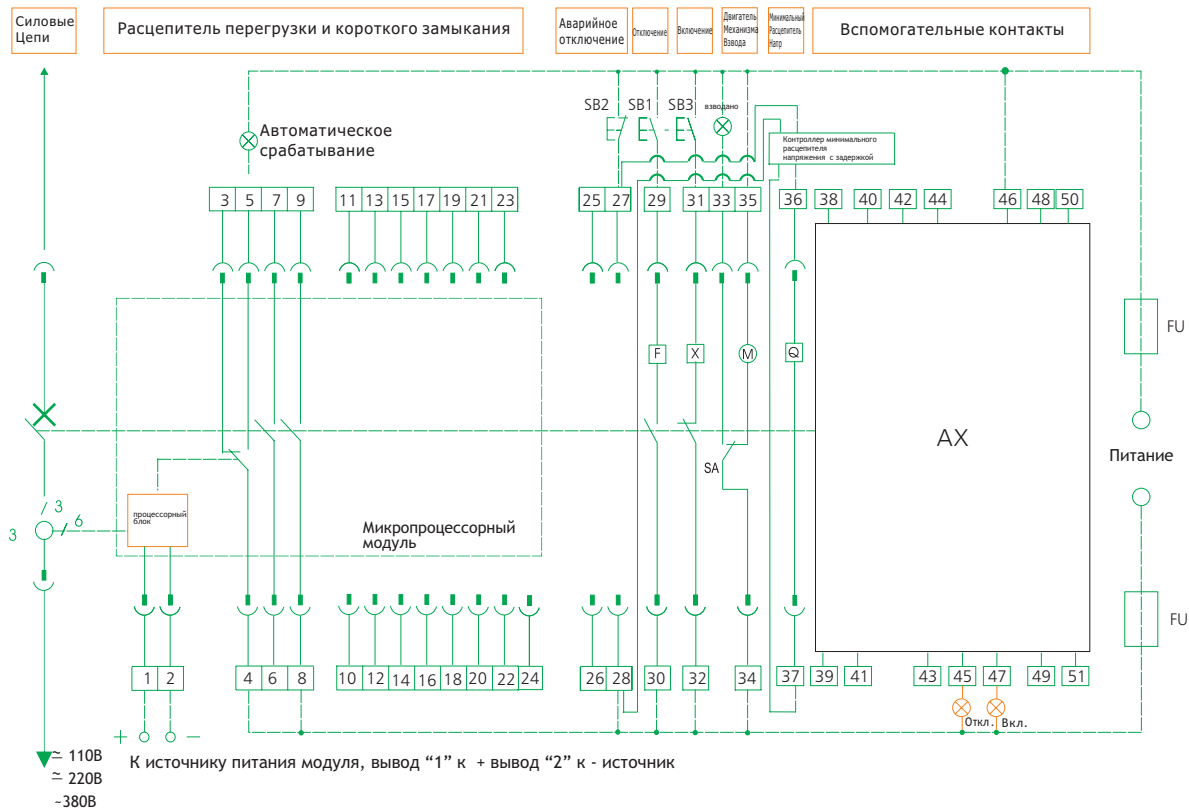 Силовые
Цепи
Расцепитель перегрузки и короткого замыкания
Аварийное
отключение
Отключение
Включение
Двигатель
Механизма
Взвода
Минимальный
Расцепитель
Напр
Вспомогательные контакты
SB2 SB1 SB3 взводано
Автоматическое
срабатывание
Контроллер минимального
расцепителя
напряжения с задержкой
3 5 7 9 11 13 15 17 19 21 23 25 27 29 31 33 35 36 38 40 42 44 46 48 50
FU
F X M Q
AX
SA
Питание
3
3
6
процессорный
блок
Микропроцессорный
модуль
FU
1 2 4 6 8 10 12 14 16 18 20 22 24 26 28 30 32 34 37 39 41 43 45 47 49 51
Откл. Вкл.
+ −
≃ 110В
К источнику питания модуля, вывод “1” к + вывод “2” к - источник
≃ 220В
~380В